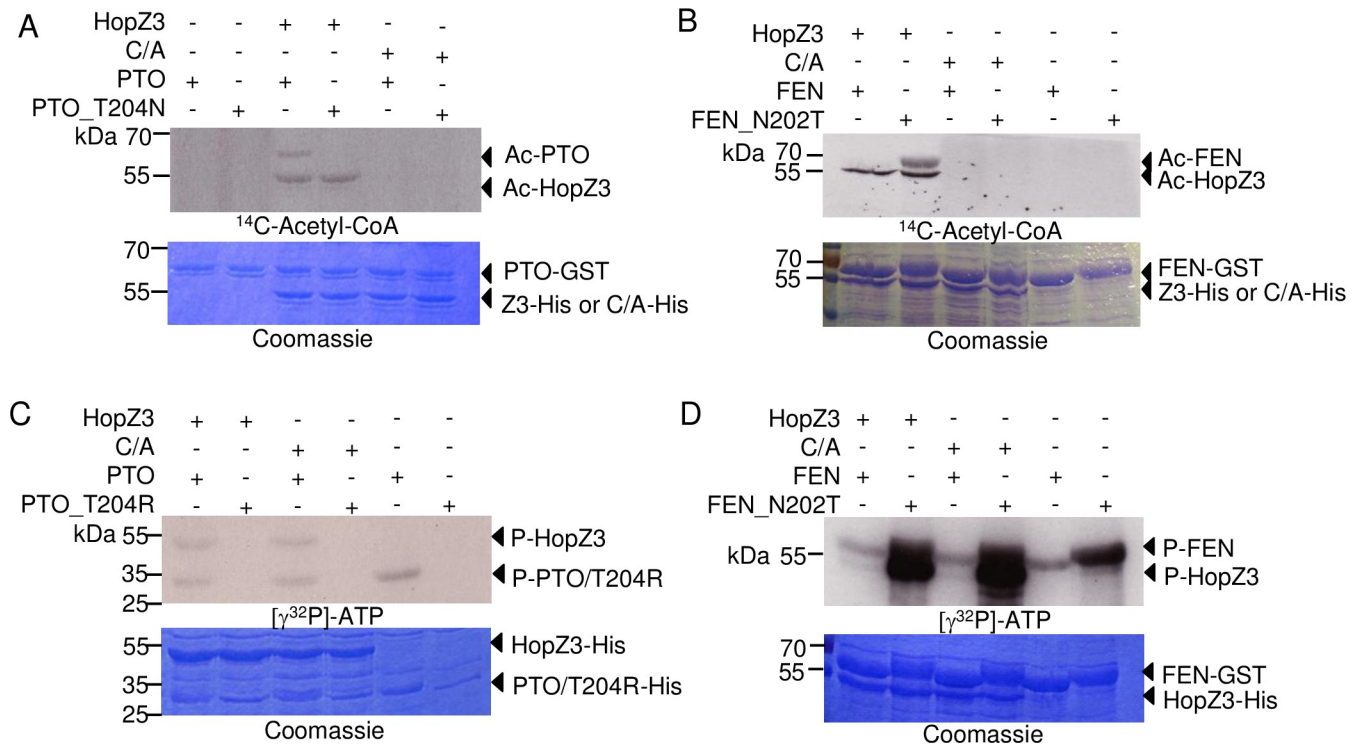 A
HopZ3 - - + + - -
C/A - - - - + +
PTO + - + - + -
PTO_T204N - + - + - +
kDa 70
55
Ac-PTO
Ac-HopZ3
¹⁴C-Acetyl-CoA
70
55
PTO-GST
Z3-His or C/A-His
Coomassie
B
HopZ3 + + - - - -
C/A - - + + - -
FEN + - + - + -
FEN_N202T - + - + - +
kDa 70
55
Ac-FEN
Ac-HopZ3
¹⁴C-Acetyl-CoA
70
55
FEN-GST
Z3-His or C/A-His
Coomassie
C
HopZ3 + + - - - -
C/A - - + + - -
PTO + - + - + -
PTO_T204R - + - + - +
kDa 55
35
25
P-HopZ3
P-PTO/T204R
[γ³²P]-ATP
55
35
25
HopZ3-His
PTO/T204R-His
Coomassie
D
HopZ3 + + - - - -
C/A - - + + - -
FEN + - + - + -
FEN_N202T - + - + - +
kDa 55
P-FEN
P-HopZ3
[γ³²P]-ATP
70
55
FEN-GST
HopZ3-His
Coomassie